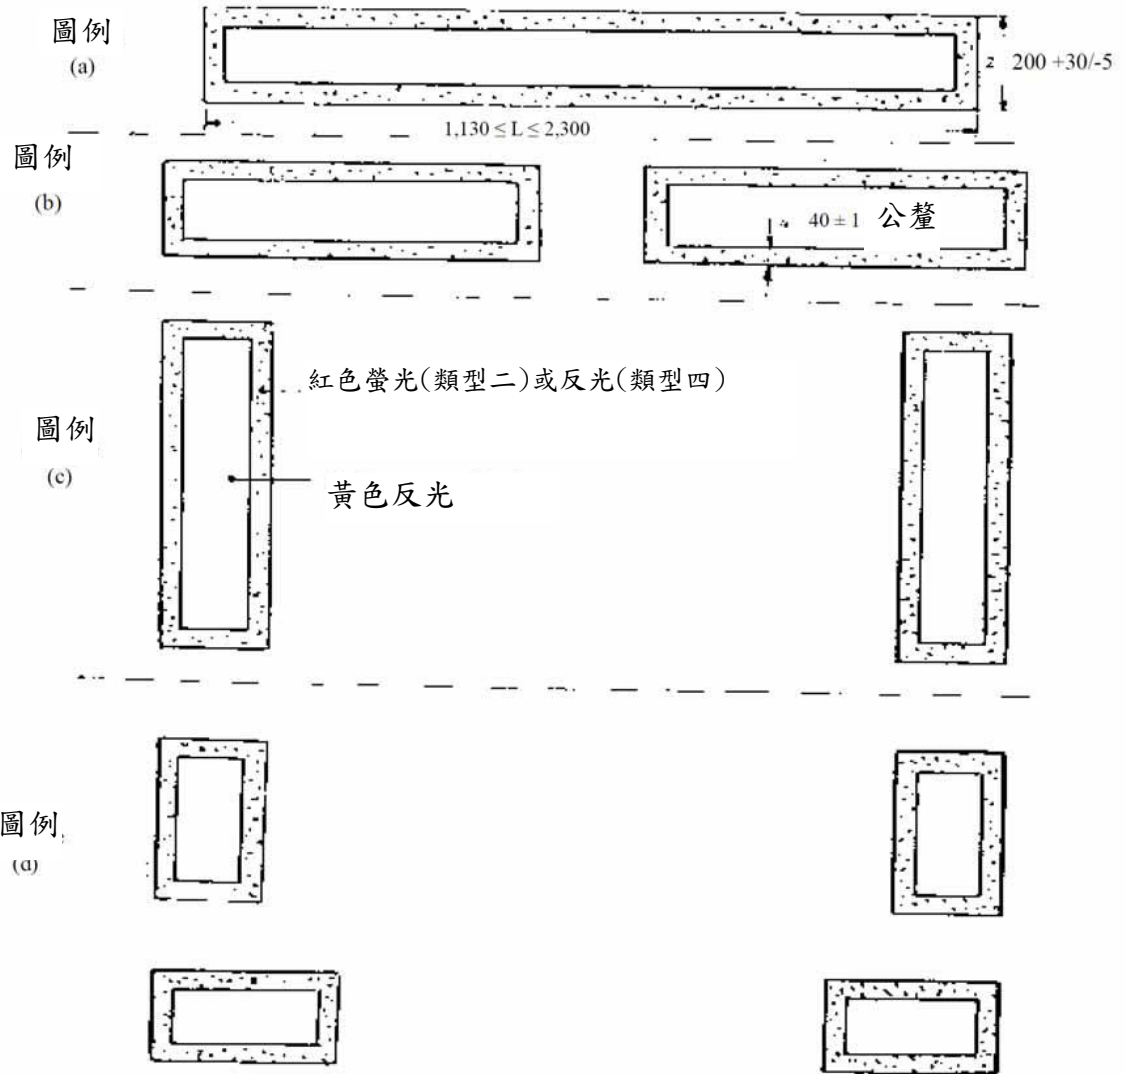 圖例
(a)
200 +30/-5
1,130 ≤ L ≤ 2,300
圖例
(b)
40 ± 1 公釐
紅色螢光(類型二)或反光(類型四)
圖例
(c)
黃色反光
圖例
(d)